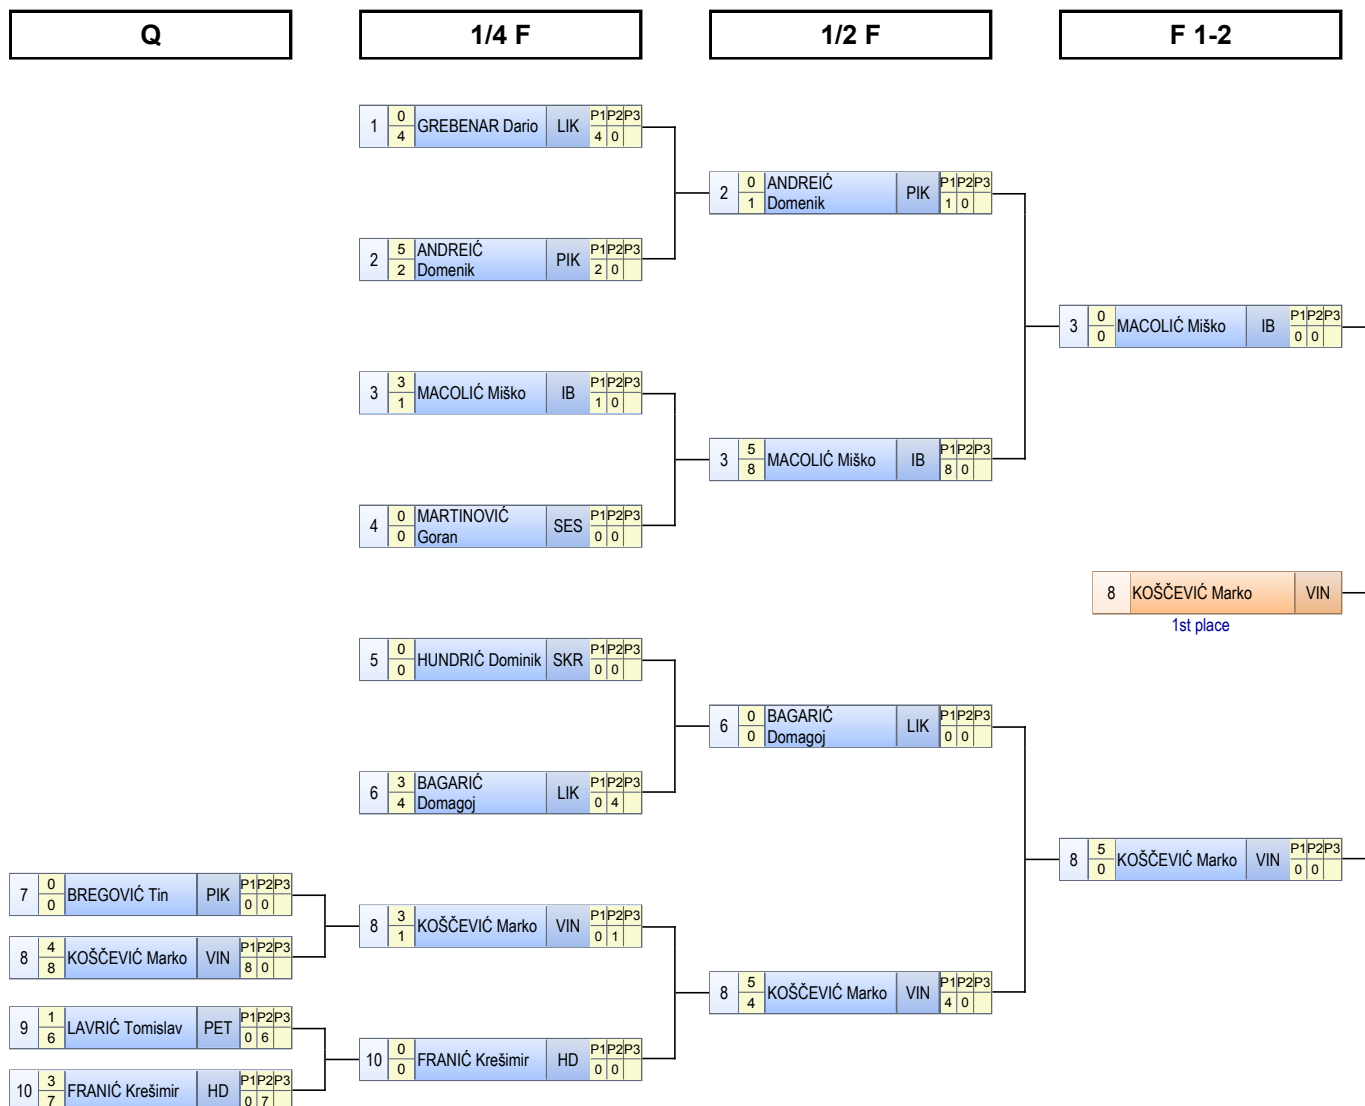 Q 1/4 F 1/2 F F 1-2
1 0 4 GREBENAR Dario LIK P1 P2 P3 4 0
2 5 2 ANDREIĆ
Domenik PIK P1 P2 P3 2 0
3 3 1 MACOLIĆ Miško IB P1 P2 P3 1 0
4 0 0 MARTINOVIĆ
Goran SES P1 P2 P3 0 0
5 0 0 HUNDRIĆ Dominik SKR P1 P2 P3 0 0
6 3 4 BAGARIĆ
Domagoj LIK P1 P2 P3 0 4
7 0 0 BREGOVIĆ Tin PIK P1 P2 P3 0 0
8 4 8 KOŠČEVIĆ Marko VIN P1 P2 P3 8 0
9 1 6 LAVRIĆ Tomislav PET P1 P2 P3 0 6
10 3 7 FRANIĆ Krešimir HD P1 P2 P3 0 7
8 3 1 KOŠČEVIĆ Marko VIN P1 P2 P3 0 1
10 0 0 FRANIĆ Krešimir HD P1 P2 P3 0 0
2 0 1 ANDREIĆ
Domenik PIK P1 P2 P3 1 0
3 5 8 MACOLIĆ Miško IB P1 P2 P3 8 0
6 0 0 BAGARIĆ
Domagoj LIK P1 P2 P3 0 0
8 5 4 KOŠČEVIĆ Marko VIN P1 P2 P3 4 0
3 0 0 MACOLIĆ Miško IB P1 P2 P3 0 0
8 KOŠČEVIĆ Marko VIN
1st place
8 5 0 KOŠČEVIĆ Marko VIN P1 P2 P3 0 0